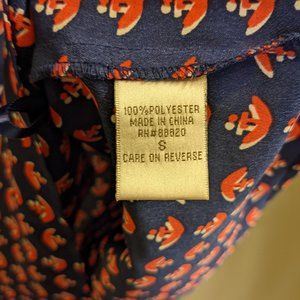 100%POLYESTER
MADE IN CHINA
RN#88820
S
CARE ON REVERSE